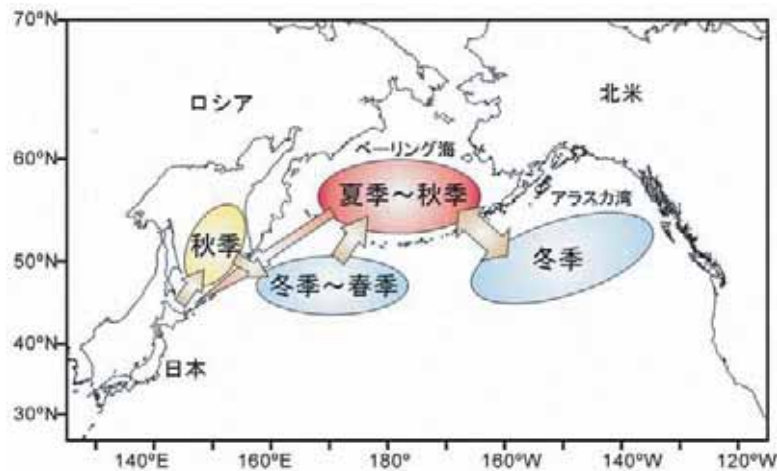 70°N
ロシア
北米
60°N
ベーリング海
夏季～秋季
アラスカ湾
秋季
50°N
冬季
冬季～春季
40°N
日本
30°N
140°E
160°E
180°
160°W
140°W
120°W